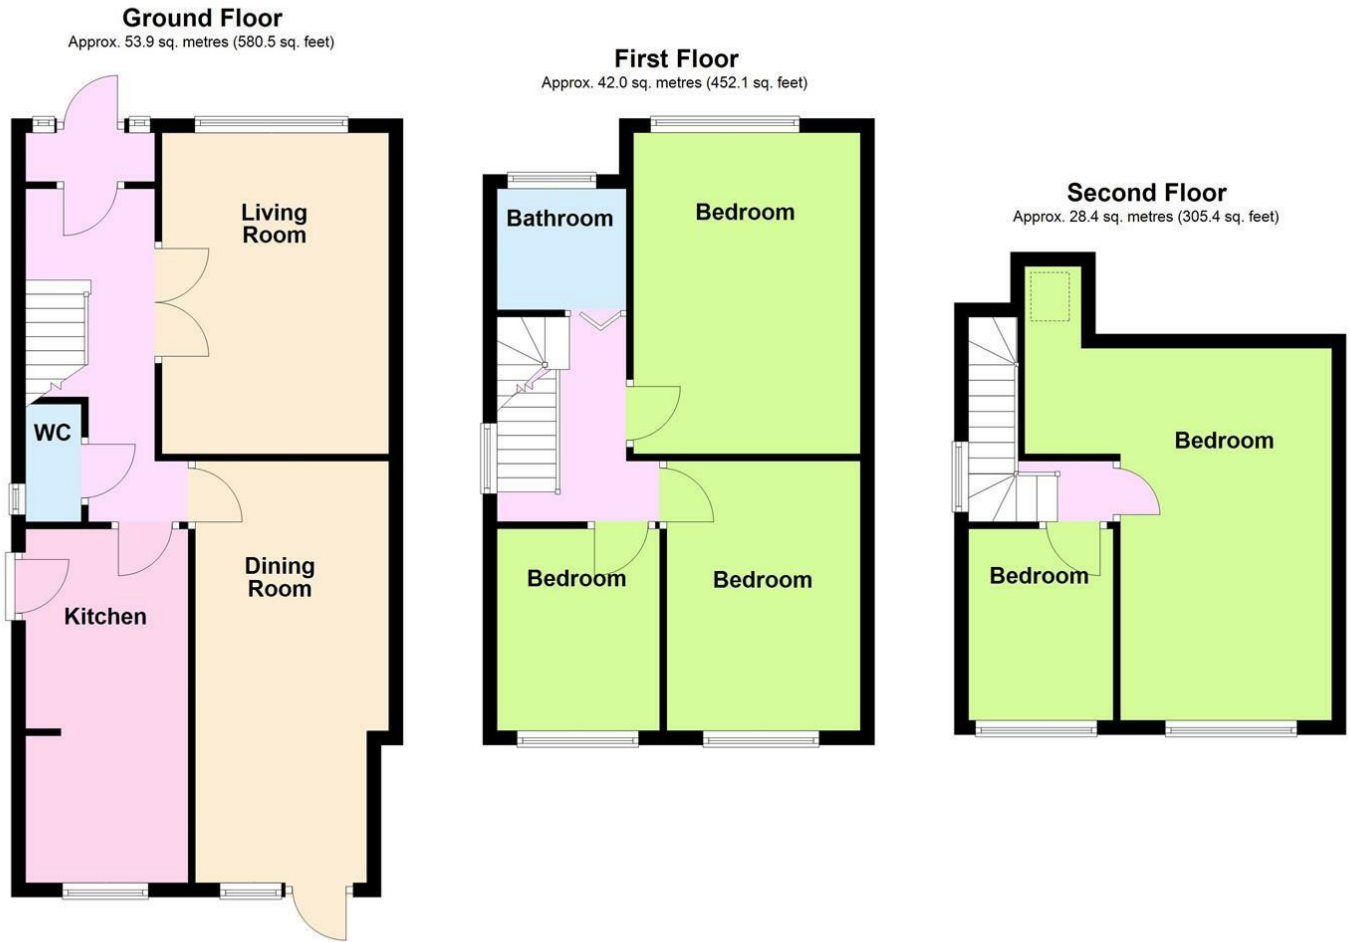 Ground Floor
Approx. 53.9 sq. metres (580.5 sq. feet)
Living
Room
WC
Dining
Room
Kitchen
First Floor
Approx. 42.0 sq. metres (452.1 sq. feet)
Bathroom
Bedroom
Bedroom
Bedroom
Second Floor
Approx. 28.4 sq. metres (305.4 sq. feet)
Bedroom
Bedroom